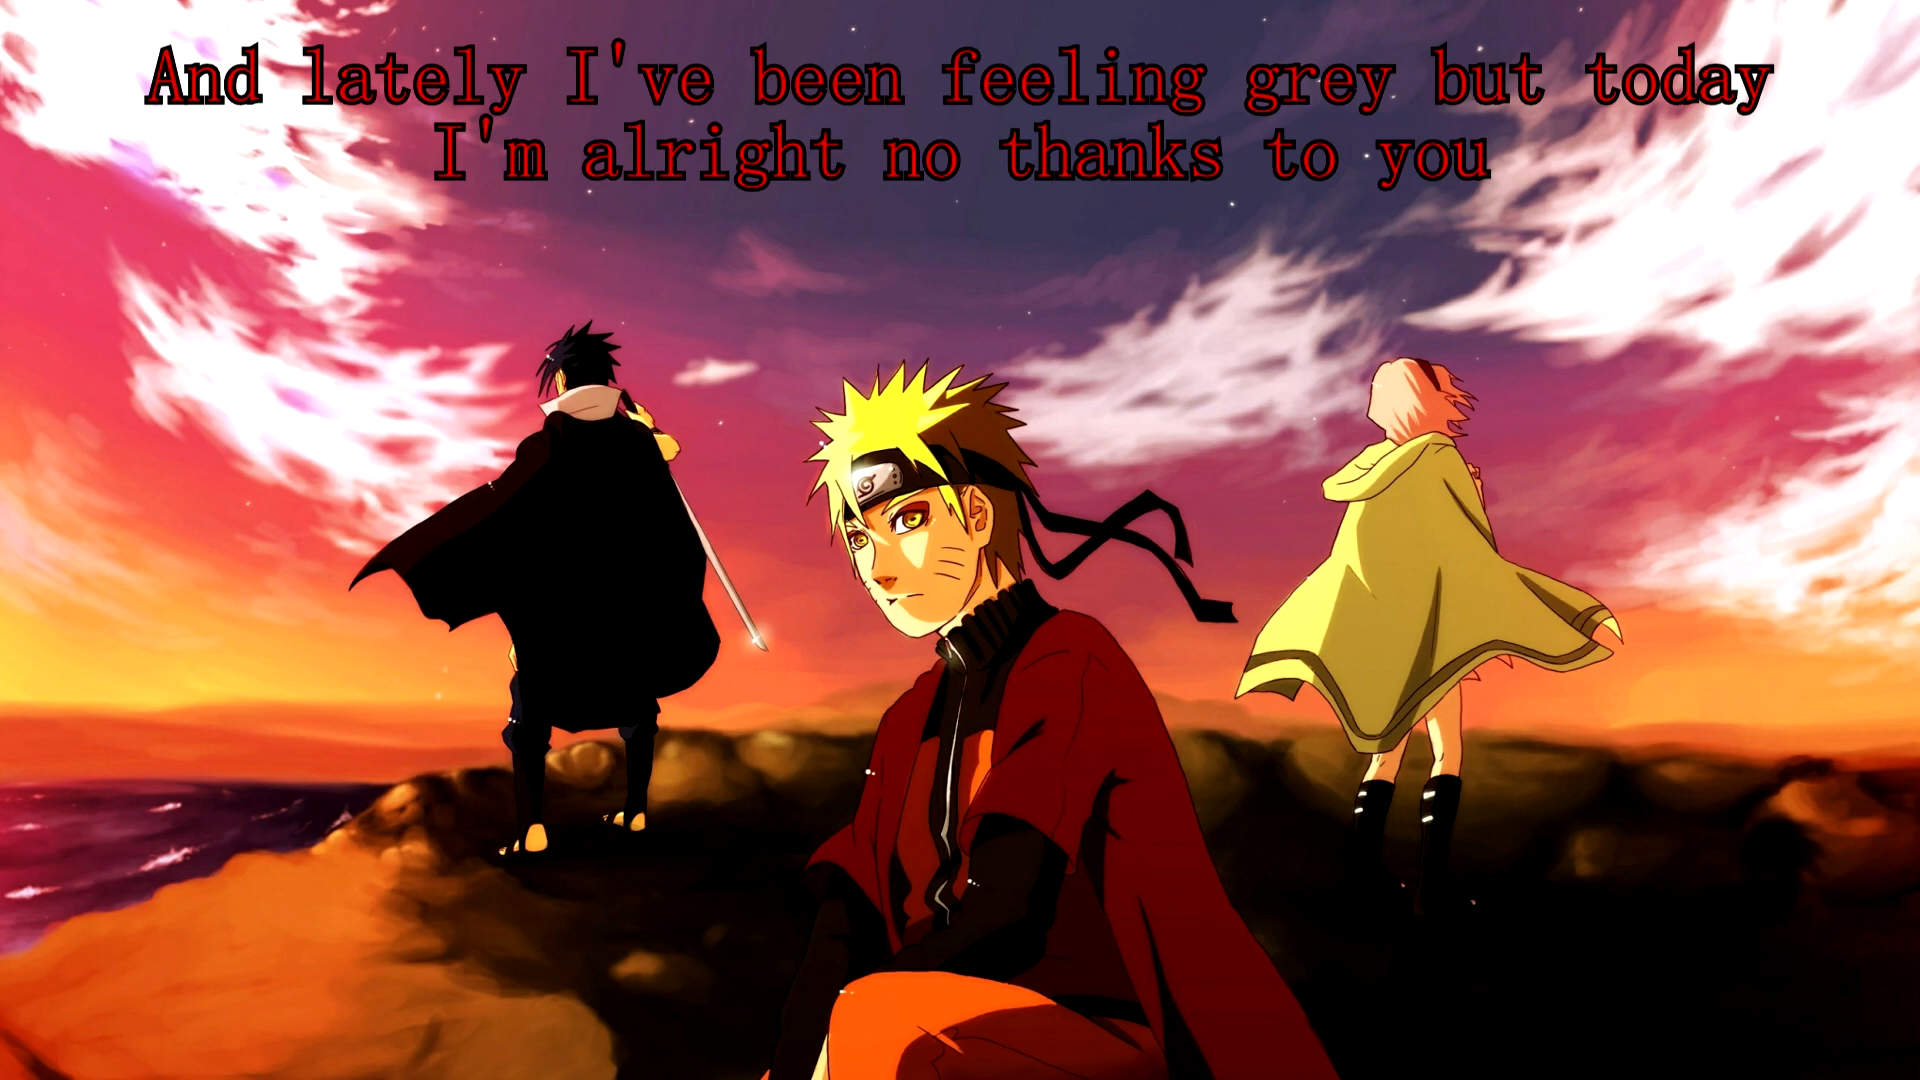 And lately I've been feeling grey but today
I'm alright no thanks to you